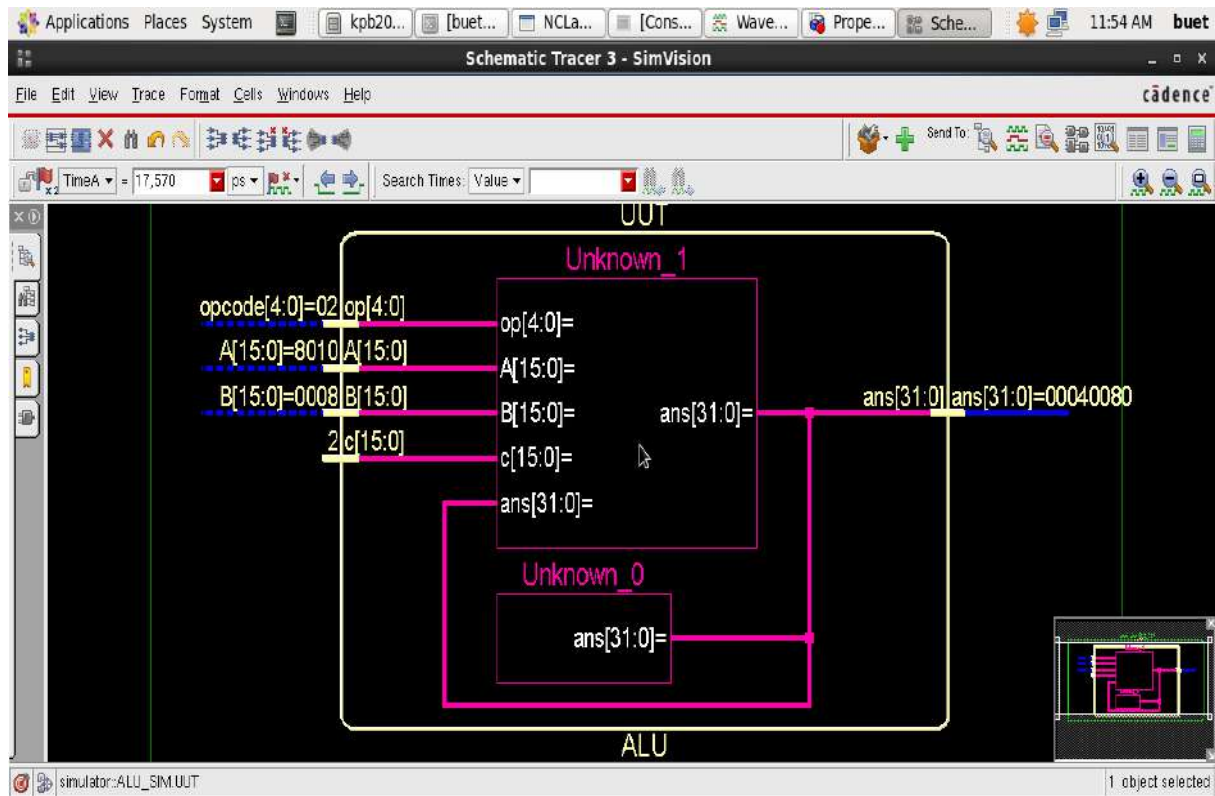 Applications Places System kpb20... [buet... NCLa... [Cons... Wave... Prope... Sche... 11:54 AM buet
Schematic Tracer 3 - SimVision
File Edit View Trace Format Cells Windows Help cādence
Send To:
TimeA = 17,570 ps Search Times: Value
UUT
Unknown_1
opcode[4:0]=02 op[4:0] op[4:0]=
A[15:0]=8010 A[15:0] A[15:0]=
B[15:0]=0008 B[15:0] B[15:0]= ans[31:0]= ans[31:0] ans[31:0]=00040080
2 c[15:0] c[15:0]=
ans[31:0]=
Unknown_0
ans[31:0]=
ALU
simulator::ALU_SIM.UUT 1 object selected